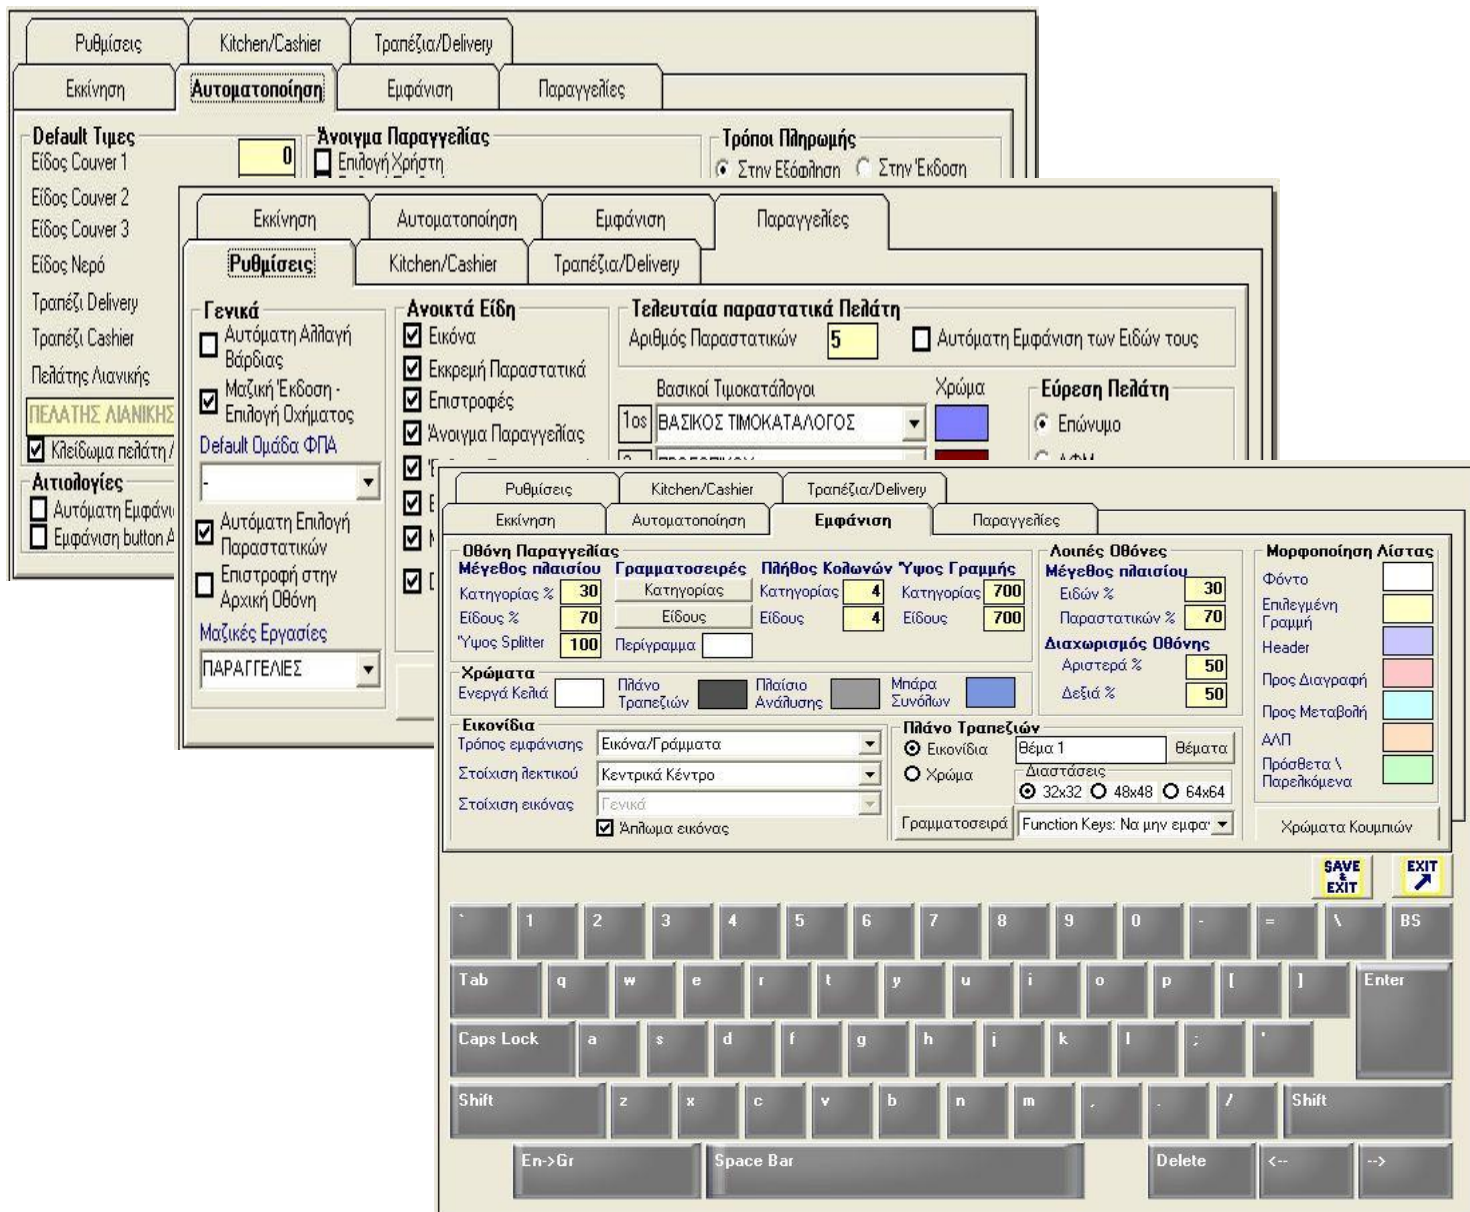 Ρυθμίσεις Kitchen/Cashier Τραπέζια/Delivery
Εκκίνηση Αυτοματοποίηση Εμφάνιση Παραγγελίες
Default Τιμες Άνοιγμα Παραγγελίας Τρόποι Πληρωμής
Είδος Couver 1 0 Επιλογή Χρήστη Στην Εξόφληση Στην Έκδοση
Είδος Couver 2
Είδος Couver 3
Είδος Νερό
Τραπέζι Delivery
Τραπέζι Cashier
Πελάτης Λιανικής
ΠΕΛΑΤΗΣ ΛΙΑΝΙΚΗΣ
Κλείδωμα πελάτη
Αιτιολογίες
Αυτόματη
Εμφάνιση button
Εκκίνηση Αυτοματοποίηση Εμφάνιση Παραγγελίες
Ρυθμίσεις Kitchen/Cashier Τραπέζια/Delivery
Γενικά
Αυτόματη Αλλαγή
Βάρδιας
Μαζική Έκδοση -
Επιλογή Οχήματος
Default Ομάδα ΦΠΑ
-
Αυτόματη Επιλογή
Παραστατικών
Επιστροφή στην
Αρχική Οθόνη
Μαζικές Εργασίες
ΠΑΡΑΓΓΕΛΙΕΣ
Ανοικτά Είδη
Εικόνα
Εκκρεμή Παραστατικά
Επιστροφές
Άνοιγμα Παραγγελίας
Τελευταία παραστατικά Πελάτη
Αριθμός Παραστατικών 5 Αυτόματη Εμφάνιση των Ειδών τους
Βασικοί Τιμοκατάλογοι Χρώμα
1os ΒΑΣΙΚΟΣ ΤΙΜΟΚΑΤΑΛΟΓΟΣ
Εύρεση Πελάτη
Επώνυμο
Ρυθμίσεις Kitchen/Cashier Τραπέζια/Delivery
Εκκίνηση Αυτοματοποίηση Εμφάνιση Παραγγελίες
Οθόνη Παραγγελίας
Μέγεθος πλαισίου Γραμματοσειρές Πλήθος Κολωνών Ύψος Γραμμής
Κατηγορίας % 30 Κατηγορίας Κατηγορίας 4 Κατηγορίας 700
Είδους % 70 Είδους Είδους 4 Είδους 700
Ύψος Splitter 100 Περίγραμμα
Χρώματα
Ενεργά Κελιά Πλάνο Τραπεζιών Πλαίσιο Ανάλυσης Μπάρα Συνόλων
Λοιπές Οθόνες
Μέγεθος πλαισίου
Ειδών % 30
Παραστατικών % 70
Διαχωρισμός Οθόνης
Αριστερά % 50
Δεξιά % 50
Μορφοποίηση Λίστας
Φόντο
Επιλεγμένη
Γραμμή
Header
Προς Διαγραφή
Προς Μεταβολή
ΑΛΠ
Πρόσθετα \
Παρελκόμενα
Χρώματα Κουμπιών
Εικονίδια
Τρόπος εμφάνισης Εικόνα/Γράμματα
Στοίχιση λεκτικού Κεντρικά Κέντρο
Στοίχιση εικόνας Γενικά
Άπλωμα εικόνας
Πλάνο Τραπεζιών
Εικονίδια Θέμα 1 Θέματα
Χρώμα Διαστάσεις
32x32 48x48 64x64
Γραμματοσειρά Function Keys: Να μην εμφα
SAVE & EXIT EXIT
` 1 2 3 4 5 6 7 8 9 0 - = \ BS
Tab q w e r t y u i o p [ ] Enter
Caps Lock a s d f g h j k l ; '
Shift z x c v b n m , . / Shift
En->Gr Space Bar Delete <-- -->